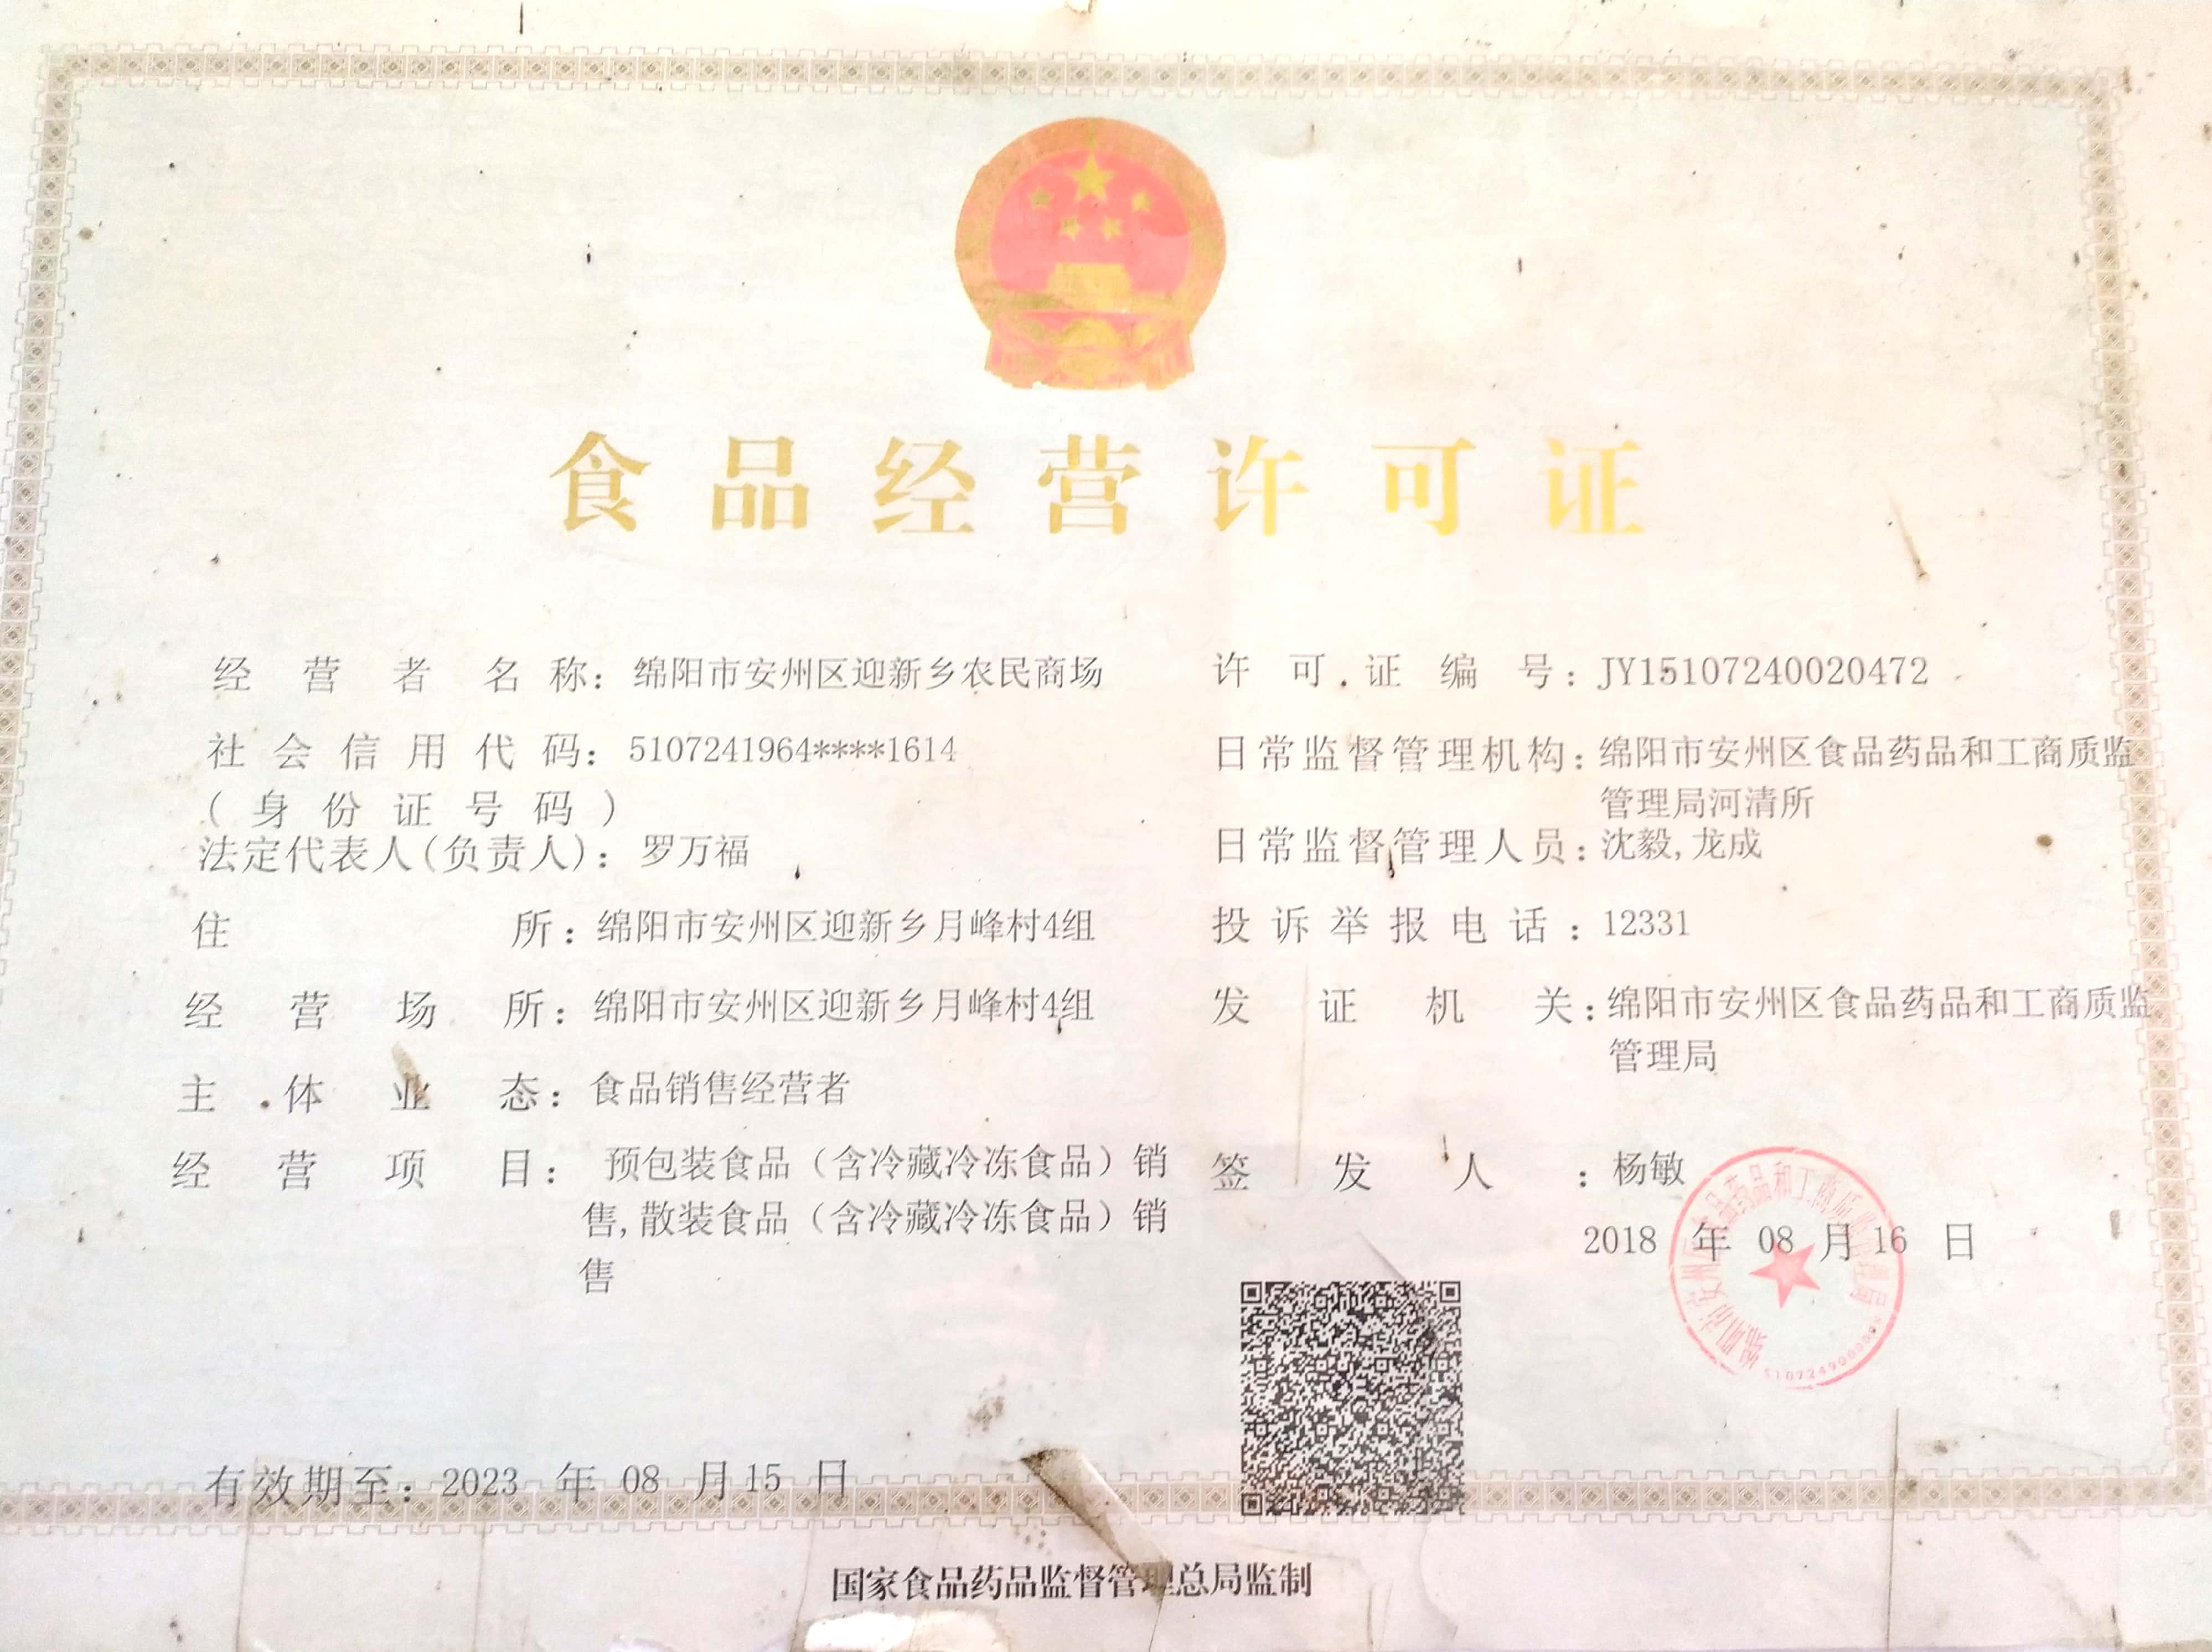 食品经营许可证
经营者名称：绵阳市安州区迎新乡农民商场
社会信用代码：5107241964****1614
（身份证号码）
法定代表人(负责人)：罗万福
住所：绵阳市安州区迎新乡月峰村4组
经营场所：绵阳市安州区迎新乡月峰村4组
主体业态：食品销售经营者
经营项目：预包装食品（含冷藏冷冻食品）销
售,散装食品（含冷藏冷冻食品）销
售
有效期至：2023 年 08 月 15 日
许可证编号：JY15107240020472
日常监督管理机构：绵阳市安州区食品药品和工商质监
管理局河清所
日常监督管理人员：沈毅,龙成
投诉举报电话：12331
发证机关：绵阳市安州区食品药品和工商质监
管理局
签发人：杨敏
2018 年 08 月 16 日
国家食品药品监督管理总局监制